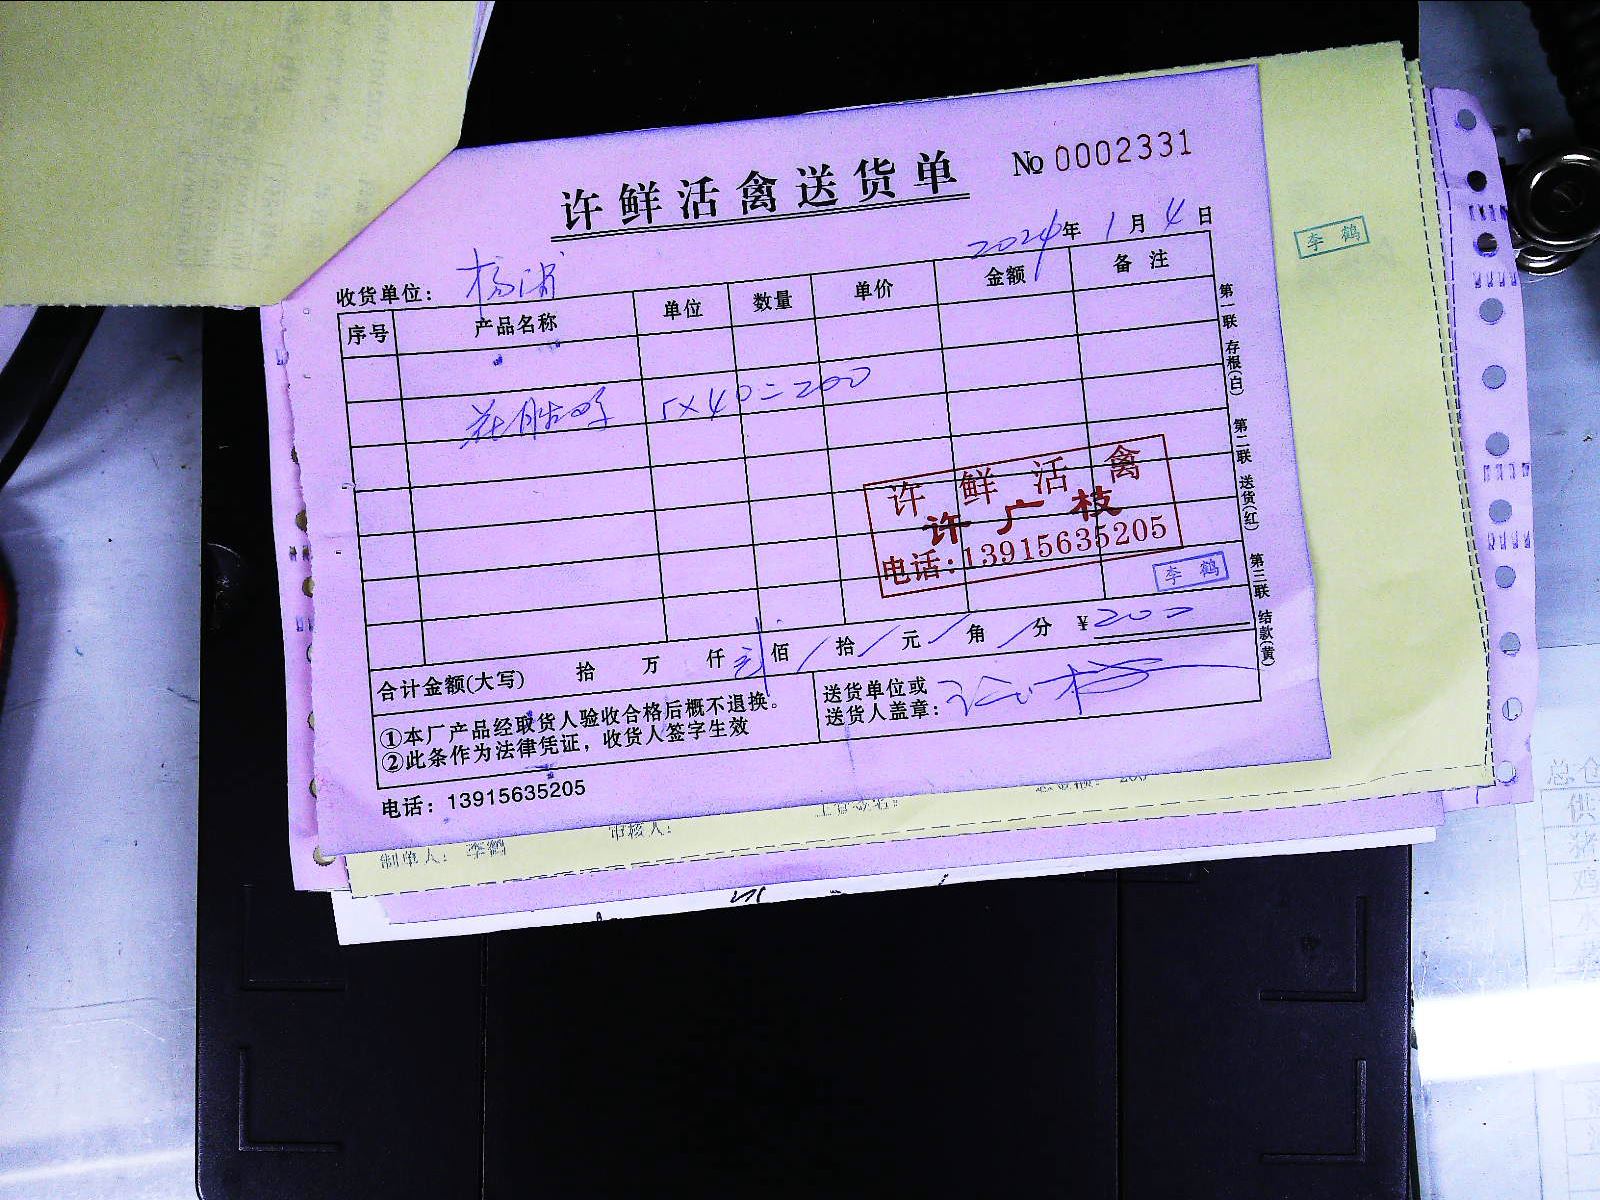 许鲜活禽送货单 № 0002331
2024年 1月 4日
收货单位：
序号 产品名称 单位 数量 单价 金额 备注
5×40=200
许鲜活禽
许广枝
电话：13915635205
李鹤
合计金额(大写) 拾 万 仟 佰 / 拾 / 元 / 角 / 分 ¥200
①本厂产品经取货人验收合格后概不退换。
②此条作为法律凭证，收货人签字生效
送货单位或
送货人盖章：
电话：13915635205
第一联 存根(白) 第二联 送货(红) 第三联 结款(黄)
李鹤
制单人： 李鹤 审核人：
总仓
供
猪
鸡